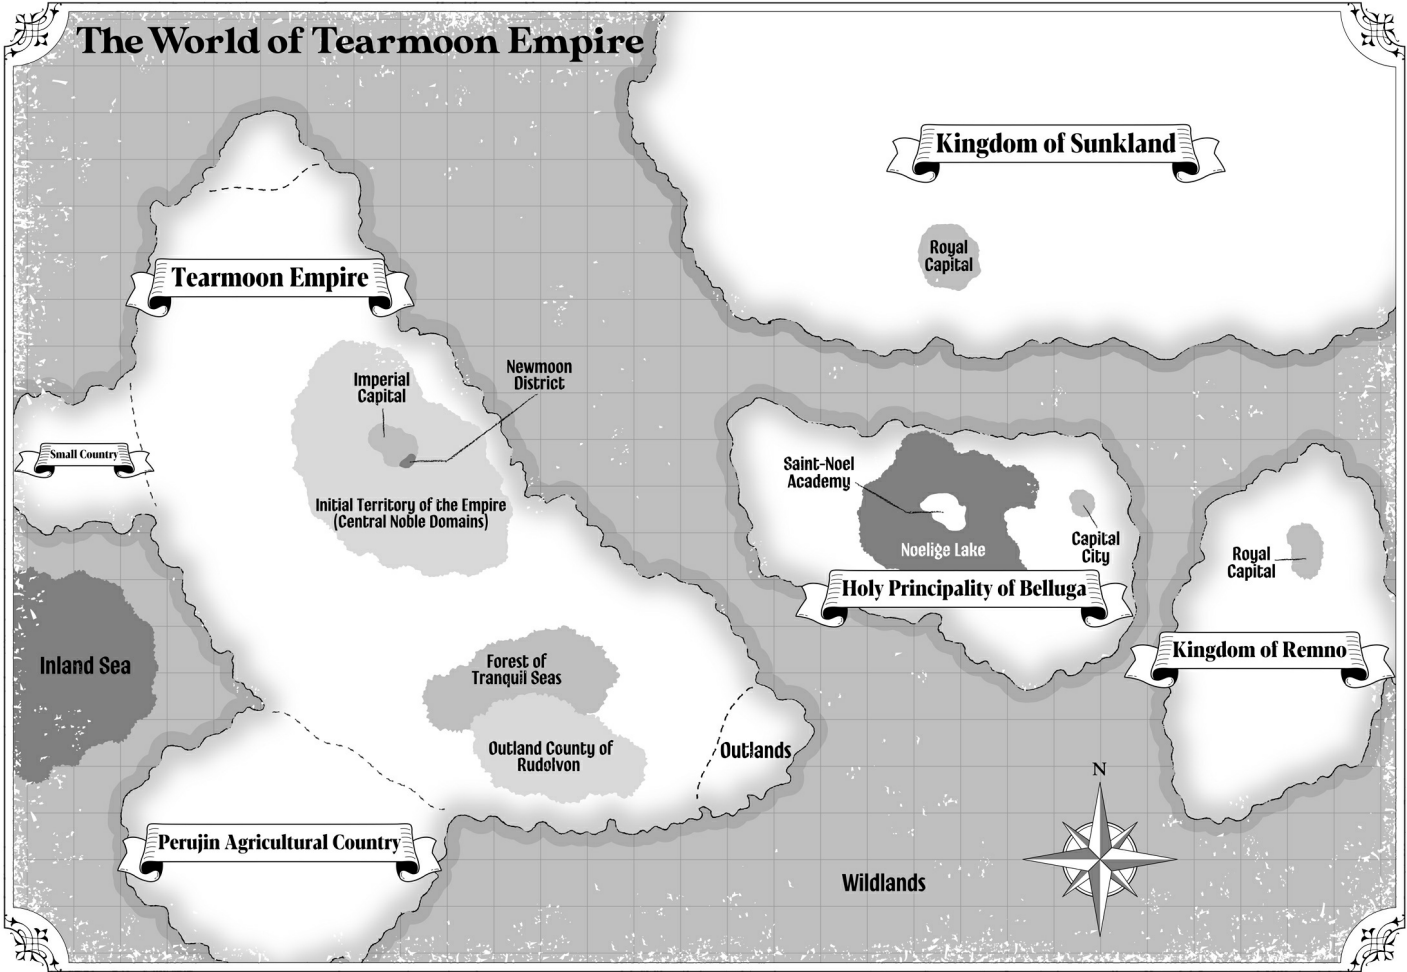 The World of Tearmoon Empire
Kingdom of Sunkland
Royal
Capital
Tearmoon Empire
Newmoon
District
Imperial
Capital
Small Country
Initial Territory of the Empire
(Central Noble Domains)
Saint-Noel
Academy
Noelige Lake
Capital
City
Holy Principality of Belluga
Royal
Capital
Kingdom of Remno
Inland Sea
Forest of
Tranquil Seas
Outland County of
Rudolvon
Outlands
Perujin Agricultural Country
Wildlands
N